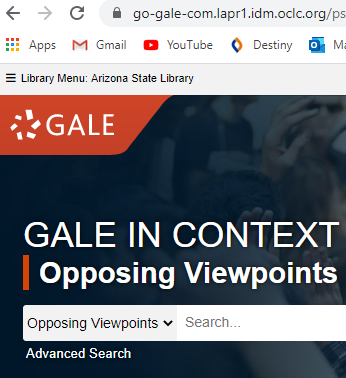 go-gale-com.lapr1.idm.oclc.org/ps
Apps Gmail YouTube Destiny Ma
Library Menu: Arizona State Library
GALE
GALE IN CONTEXT
Opposing Viewpoints
Opposing Viewpoints Search...
Advanced Search